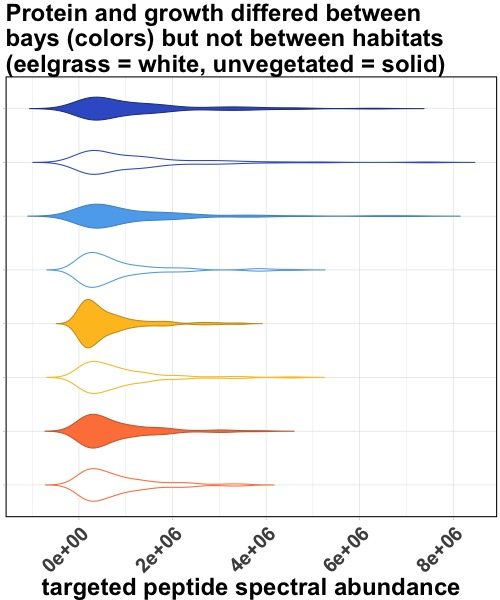 Protein and growth differed between
bays (colors) but not between habitats
(eelgrass = white, unvegetated = solid)
0e+00 2e+06 4e+06 6e+06 8e+06
targeted peptide spectral abundance